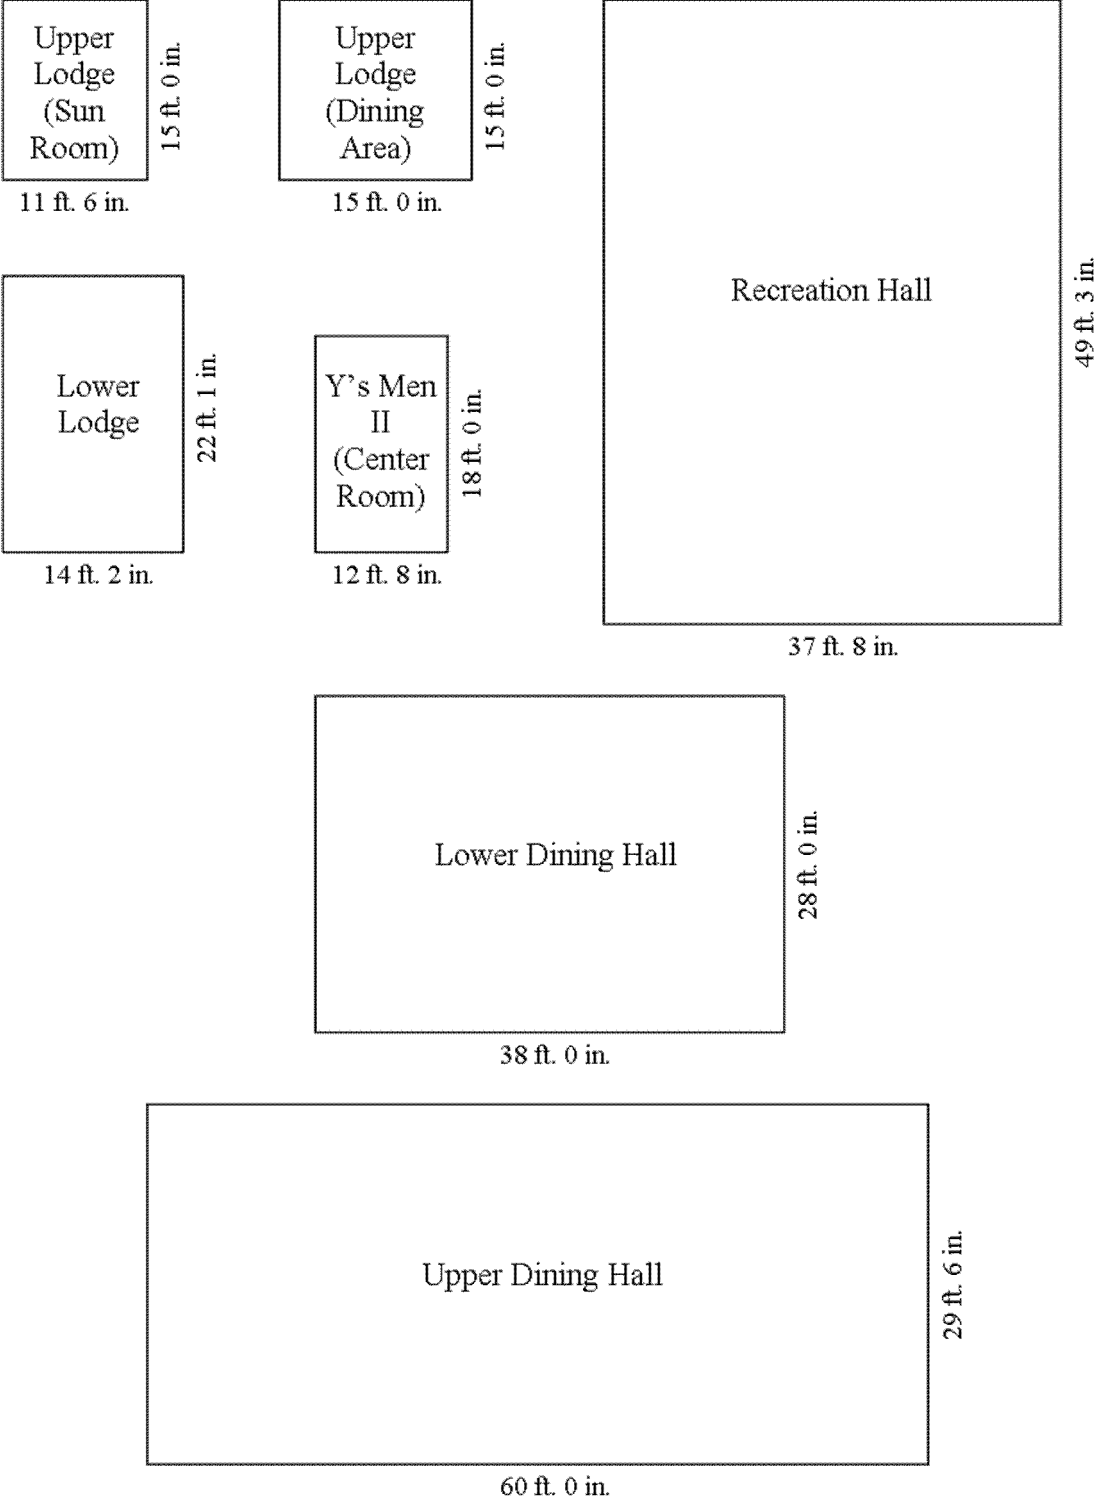 Upper
Lodge
(Sun
Room)
15 ft. 0 in.
11 ft. 6 in.
Upper
Lodge
(Dining
Area)
15 ft. 0 in.
15 ft. 0 in.
Recreation Hall
49 ft. 3 in.
37 ft. 8 in.
Lower
Lodge
22 ft. 1 in.
14 ft. 2 in.
Y's Men
II
(Center
Room)
18 ft. 0 in.
12 ft. 8 in.
Lower Dining Hall
28 ft. 0 in.
38 ft. 0 in.
Upper Dining Hall
29 ft. 6 in.
60 ft. 0 in.